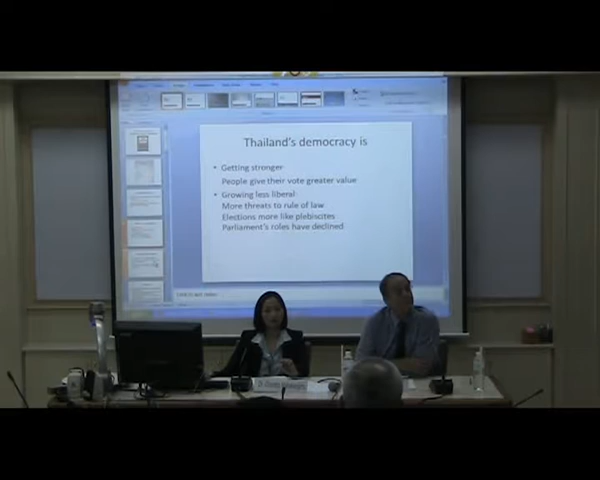 Thailand's democracy is
• Getting stronger
People give their vote greater value
• Growing less liberal:
More threats to rule of law
Elections more like plebiscites
Parliament's roles have declined